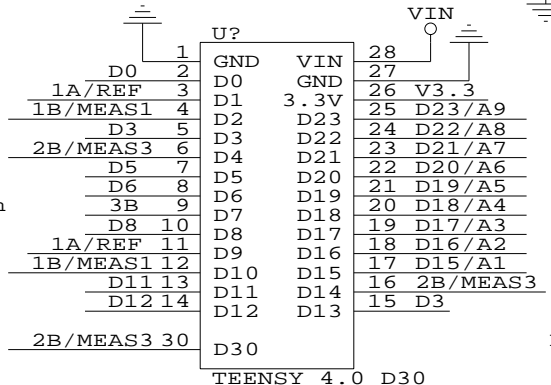 VIN
U?
1 GND VIN 28
D0 2 D0 GND 27
1A/REF 3 D1 3.3V 26 V3.3
1B/MEAS1 4 D2 D23 25 D23/A9
D3 5 D3 D22 24 D22/A8
2B/MEAS3 6 D4 D21 23 D21/A7
D5 7 D5 D20 22 D20/A6
D6 8 D6 D19 21 D19/A5
3B 9 D7 D18 20 D18/A4
D8 10 D8 D17 19 D17/A3
1A/REF 11 D9 D16 18 D16/A2
1B/MEAS1 12 D10 D15 17 D15/A1
D11 13 D11 D14 16 2B/MEAS3
D12 14 D12 D13 15 D3
2B/MEAS3 30 D30
TEENSY 4.0 D30